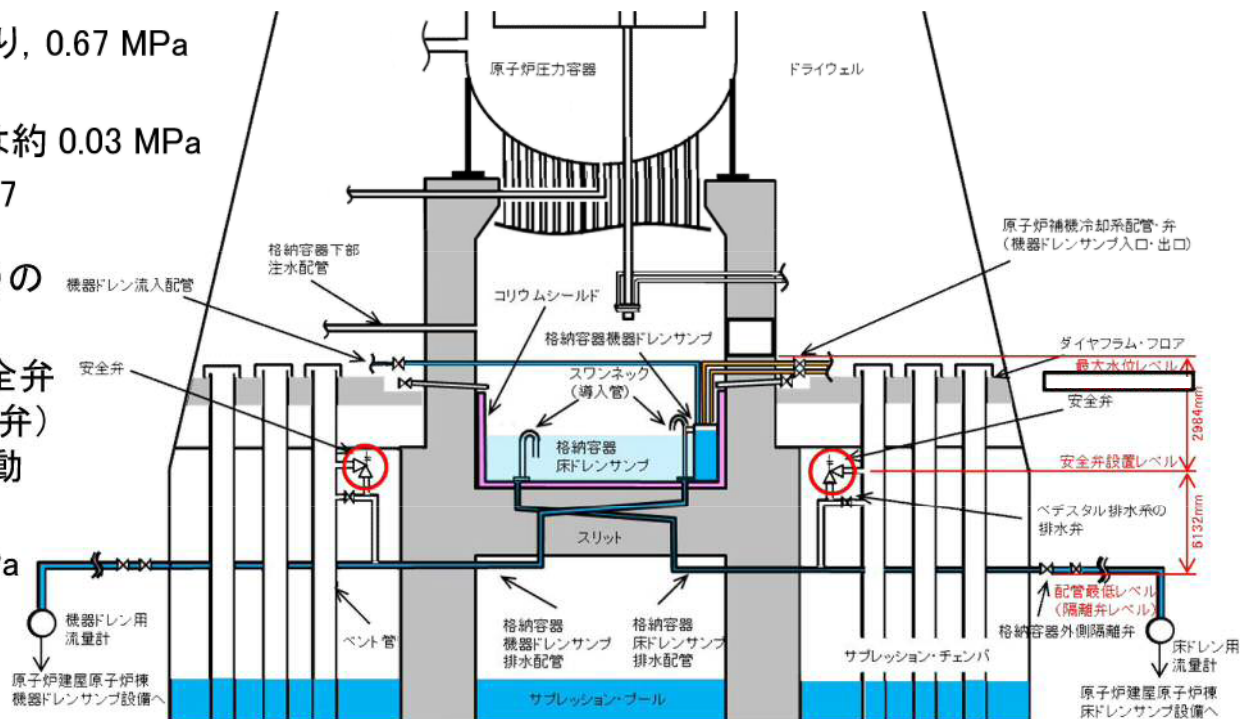 り，0.67 MPa
は約 0.03 MPa
7
の
全弁
弁）
動
Pa
原子炉圧力容器
ドライウェル
格納容器下部
注水配管
機器ドレン流入配管
コリウムシールド
原子炉補機冷却系配管・弁
（機器ドレンサンプ入口・出口）
格納容器機器ドレンサンプ
スワンネック
（導入管）
安全弁
ダイヤフラム・フロア
最大水位レベル
安全弁
2984mm
格納容器
床ドレンサンプ
安全弁設置レベル
ペデスタル排水系の
排水弁
5132mm
スリット
配管最低レベル
（隔離弁レベル）
格納容器外側隔離弁
機器ドレン用
流量計
ベント管
格納容器
機器ドレンサンプ
排水配管
格納容器
床ドレンサンプ
排水配管
サプレッション・チェンバ
床ドレン用
流量計
原子炉建屋原子炉棟
機器ドレンサンプ設備へ
サプレッション・プール
原子炉建屋原子炉棟
床ドレンサンプ設備へ